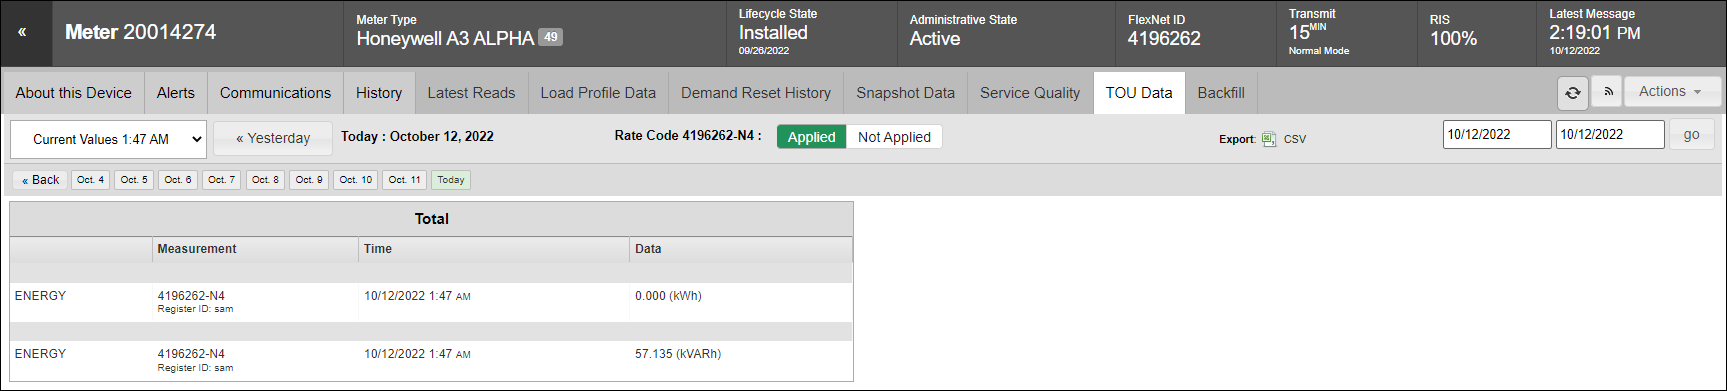 «
Meter 20014274
Meter Type
Honeywell A3 ALPHA 49
Lifecycle State
Installed
09/26/2022
Administrative State
Active
FlexNet ID
4196262
Transmit
15MIN
Normal Mode
RIS
100%
Latest Message
2:19:01 PM
10/12/2022
About this Device Alerts Communications History Latest Reads Load Profile Data Demand Reset History Snapshot Data Service Quality TOU Data Backfill Actions
Current Values 1:47 AM « Yesterday Today : October 12, 2022 Rate Code 4196262-N4 : Applied Not Applied Export: CSV 10/12/2022 10/12/2022 go
« Back Oct. 4 Oct. 5 Oct. 6 Oct. 7 Oct. 8 Oct. 9 Oct. 10 Oct. 11 Today
Total
Measurement Time Data
ENERGY 4196262-N4 10/12/2022 1:47 AM 0.000 (kWh)
Register ID: sam
ENERGY 4196262-N4 10/12/2022 1:47 AM 57.135 (kVARh)
Register ID: sam